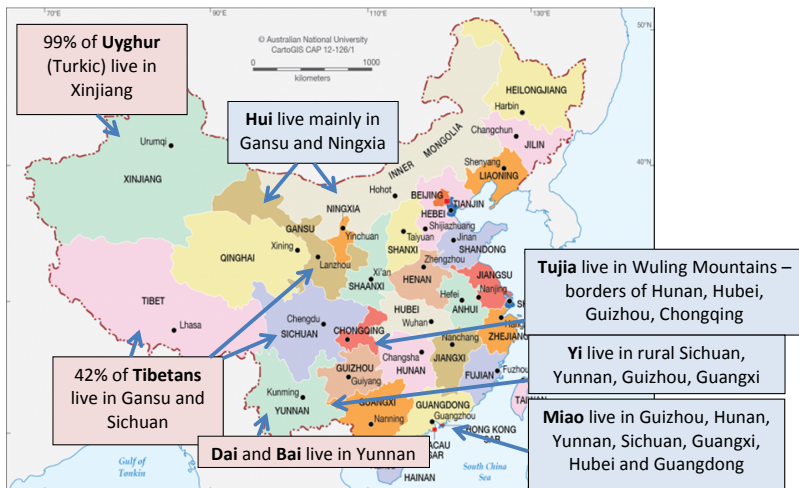 70°E
90°E
110°E
130°E
50°N
40°N
© Australian National University
CartoGIS CAP 12-126/1
0
1000
kilometers
99% of Uyghur
(Turkic) live in
Xinjiang
Hui live mainly in
Gansu and Ningxia
HEILONGJIANG
Harbin
Changchun
JILIN
Urumqi
XINJIANG
INNER MONGOLIA
Shenyang
LIAONING
Hohot
BEIJING
TIANJIN
NINGXIA
HEBEI
GANSU
Yinchuan
Shijiazhuang
Taiyuan
Jinan
QINGHAI
Xining
SHANXI
SHANDONG
Lanzhou
Zhengzhou
Xi'an
SHAANXI
HENAN
JIANGSU
Nanjing
Hefei
ANHUI
TIBET
Lhasa
Chengdu
SICHUAN
CHONGQING
HUBEI
Wuhan
ZHEJIANG
Nanchang
Changsha
HUNAN
JIANGXI
GUIZHOU
Guiyang
FUJIAN
Fuzhou
Kunming
YUNNAN
GUANGXI
Nanning
GUANGDONG
Guangzhou
HONG KONG
SAR
HAINAN
Tujia live in Wuling Mountains –
borders of Hunan, Hubei,
Guizhou, Chongqing
Yi live in rural Sichuan,
Yunnan, Guizhou, Guangxi
42% of Tibetans
live in Gansu and
Sichuan
Miao live in Guizhou, Hunan,
Yunnan, Sichuan, Guangxi,
Hubei and Guangdong
Dai and Bai live in Yunnan
Gulf of
Tonkin
South China
Sea